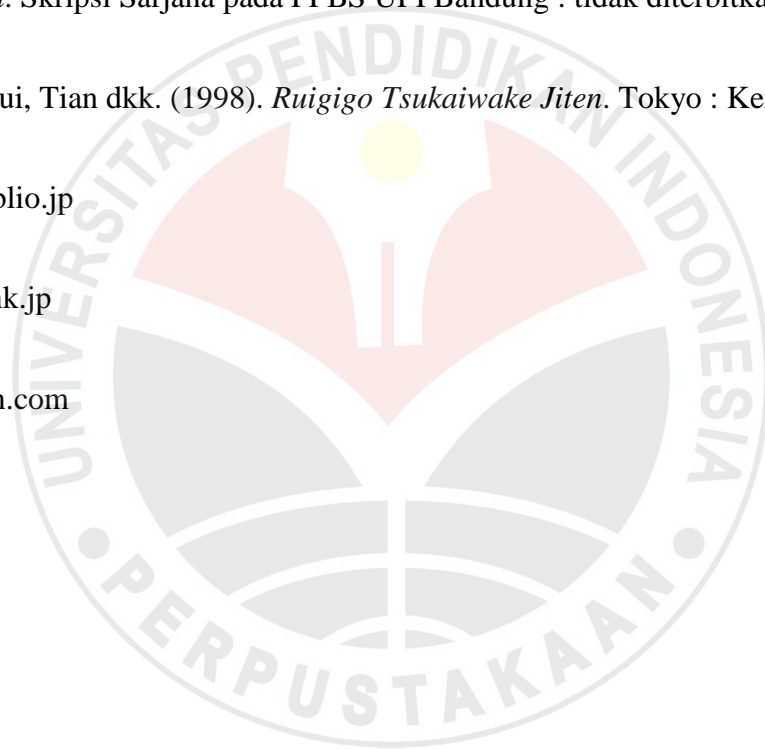 Skripsi Sarjana pada FPBS UPI Bandung : tidak diterbitka
ui, Tian dkk. (1998). Ruigigo Tsukaiwake Jiten. Tokyo : Ke
olio.jp
k.jp
n.com
UNIVERSITAS PENDIDIKAN INDONESIA
PERPUSTAKAAN